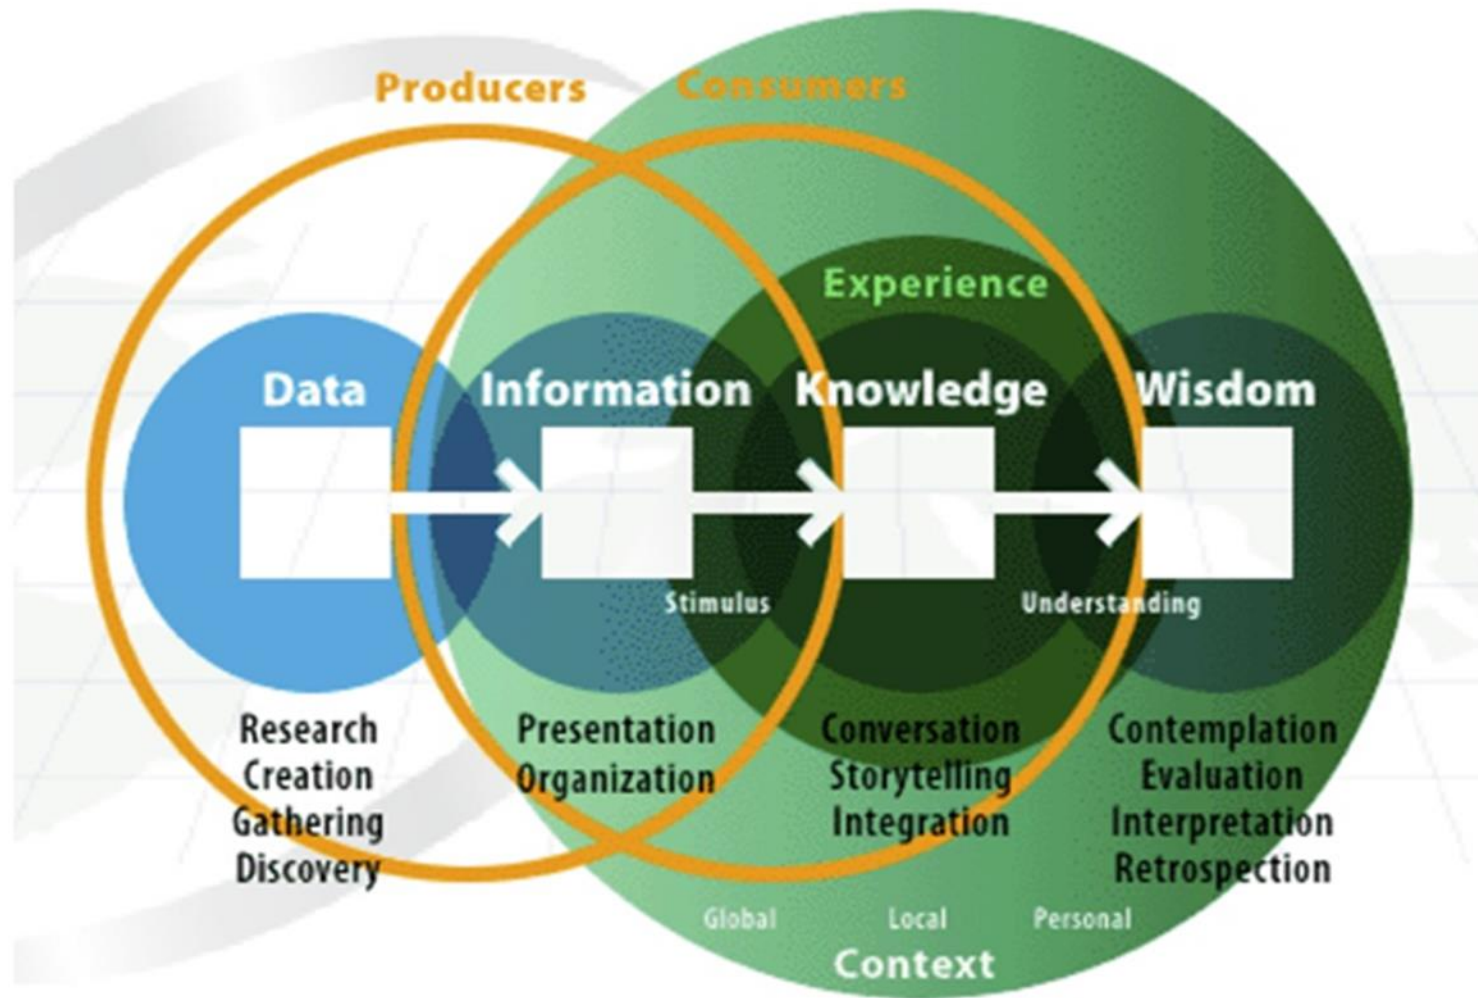 Producers Consumers
Experience
Data Information Knowledge Wisdom
Stimulus Understanding
Research
Creation
Gathering
Discovery
Presentation
Organization
Conversation
Storytelling
Integration
Contemplation
Evaluation
Interpretation
Retrospection
Global Local Personal
Context